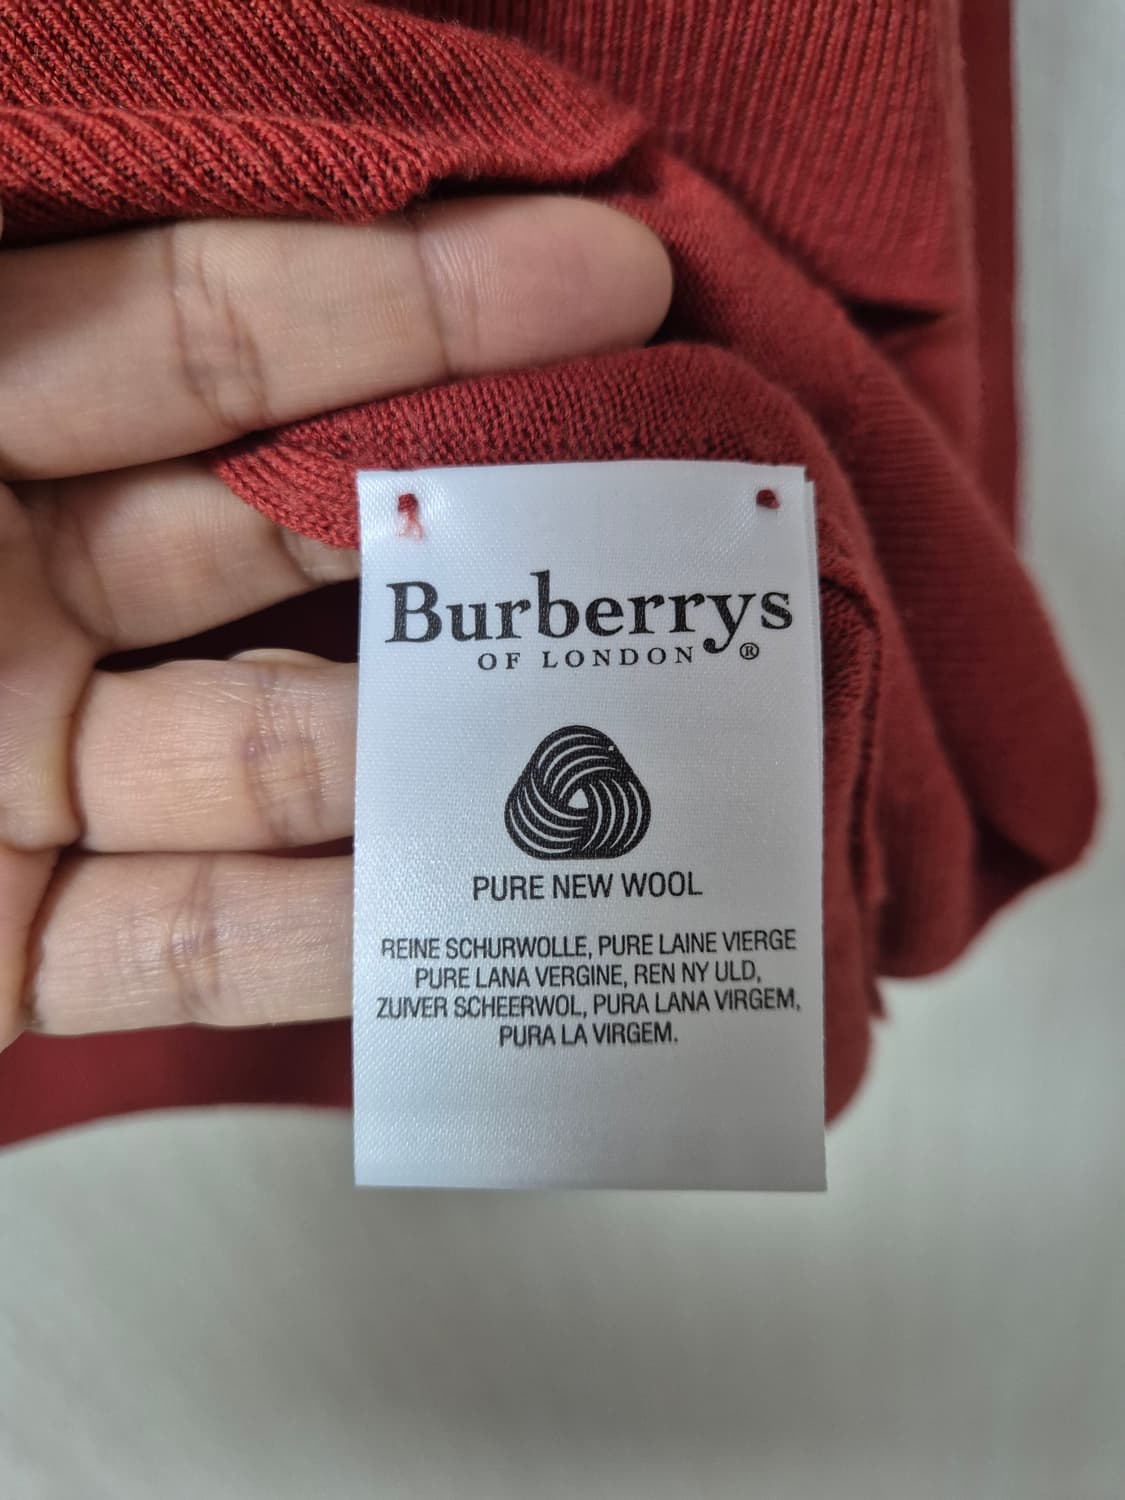 Burberrys
OF LONDON ®
PURE NEW WOOL
REINE SCHURWOLLE, PURE LAINE VIERGE
PURE LANA VERGINE, REN NY ULD,
ZUIVER SCHEERWOL, PURA LANA VIRGEM,
PURA LA VIRGEM.